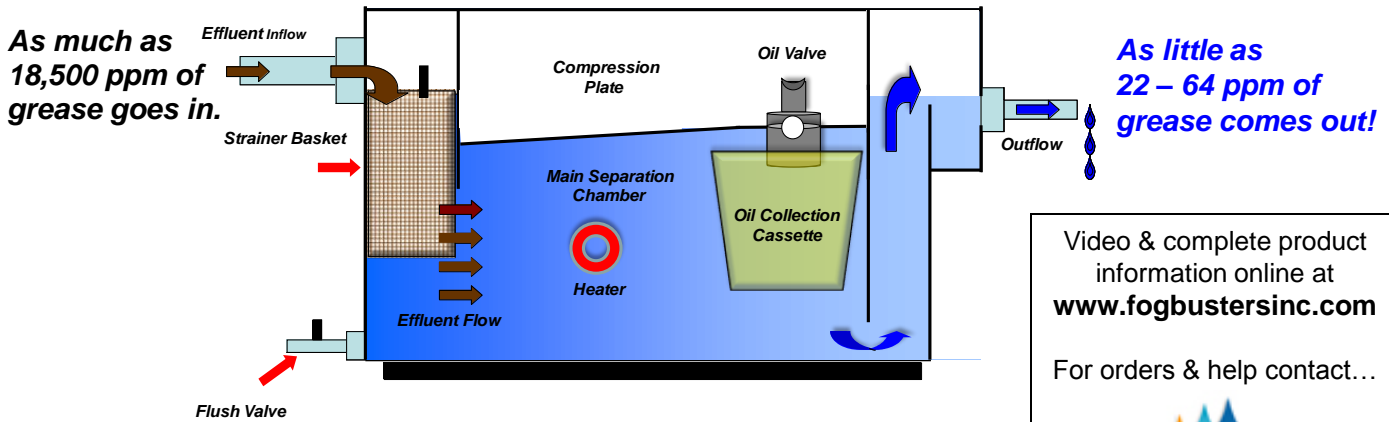 As much as
18,500 ppm of
grease goes in.
Effluent Inflow
Strainer Basket
Flush Valve
Effluent Flow
Compression
Plate
Main Separation
Chamber
Heater
Oil Valve
Oil Collection
Cassette
Outflow
As little as
22 – 64 ppm of
grease comes out!
Video & complete product
information online at
www.fogbustersinc.com
For orders & help contact…